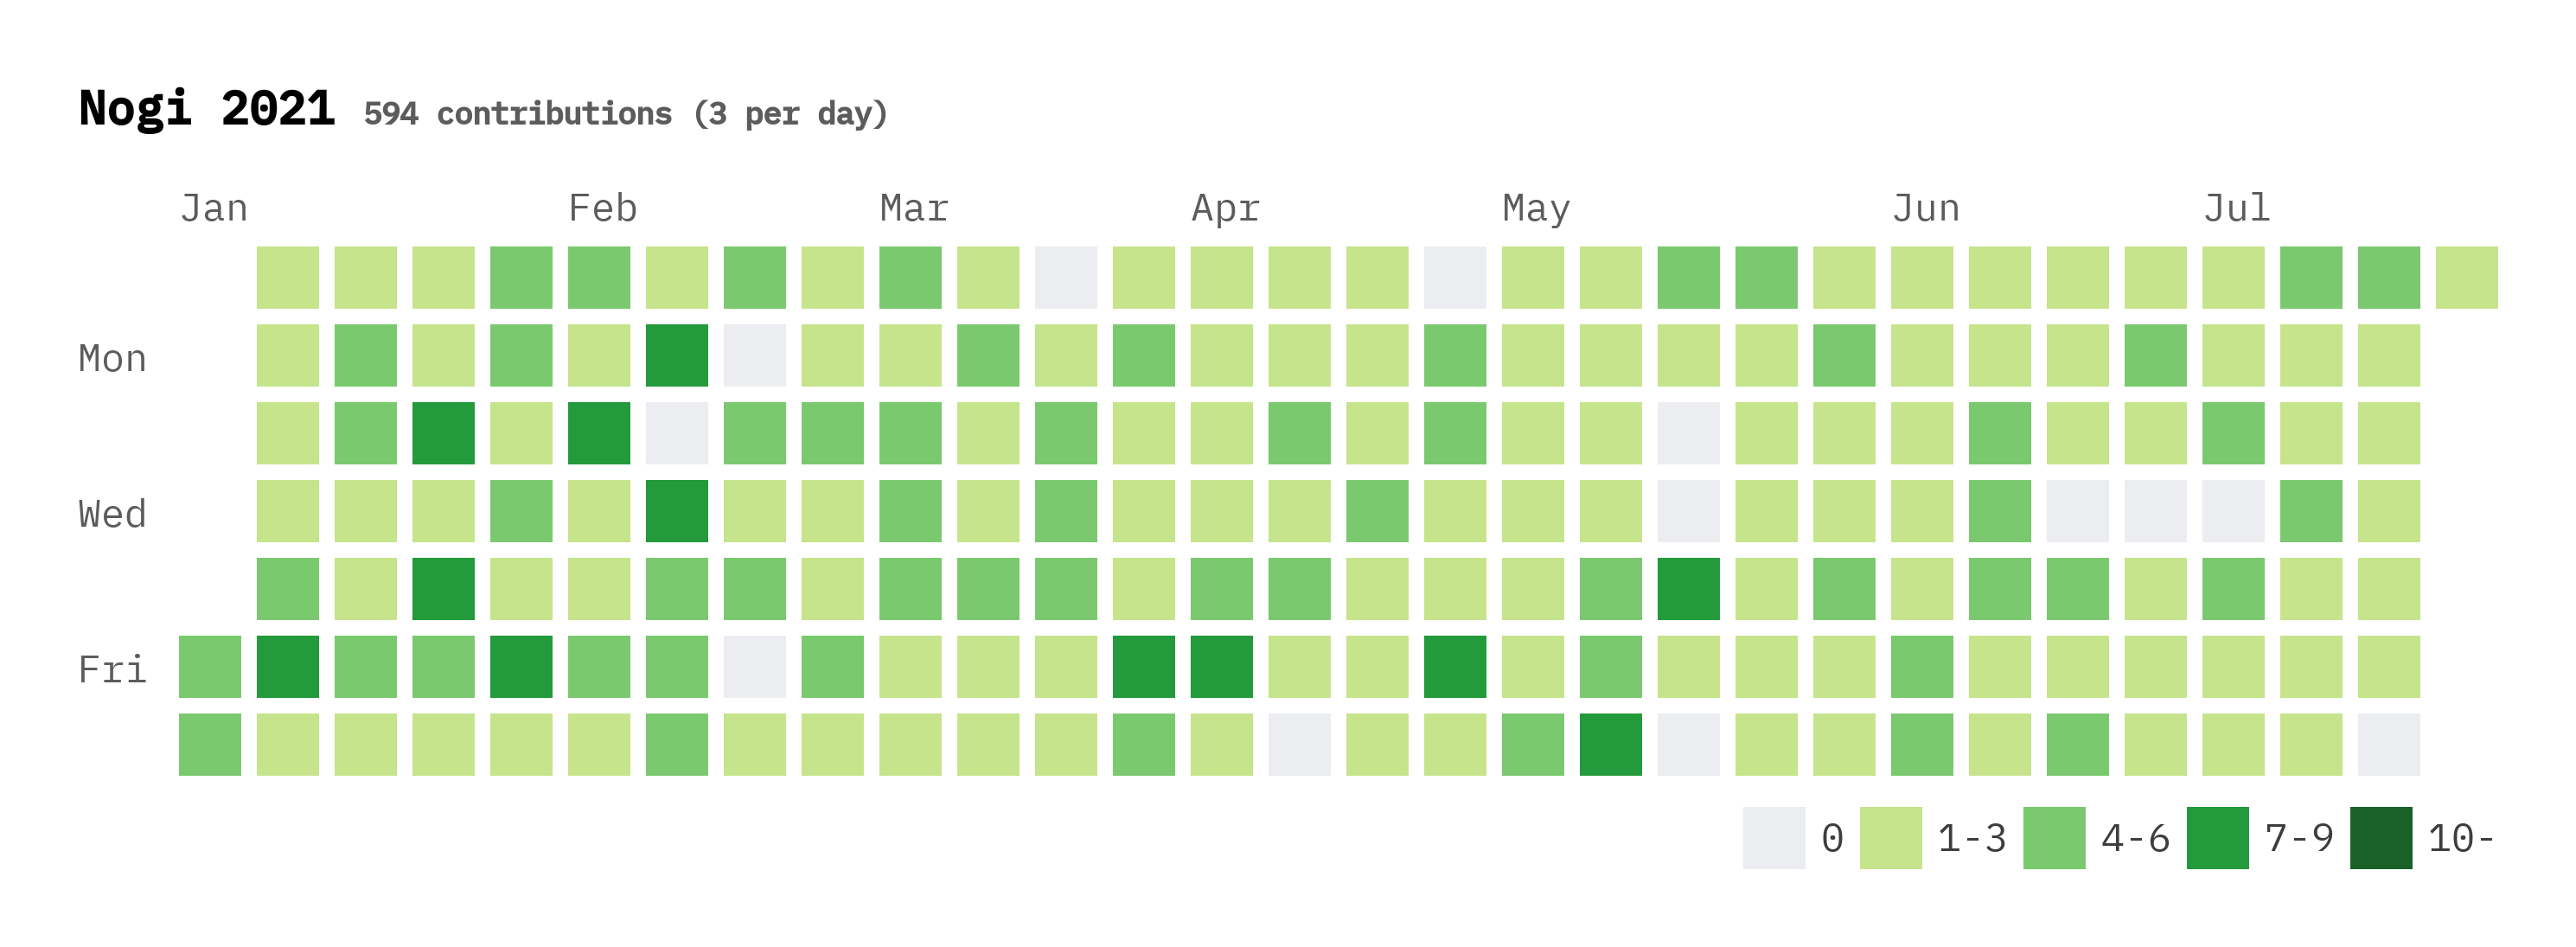 Nogi 2021 594 contributions (3 per day)
Jan Feb Mar Apr May Jun Jul
Mon
Wed
Fri
0 1-3 4-6 7-9 10-